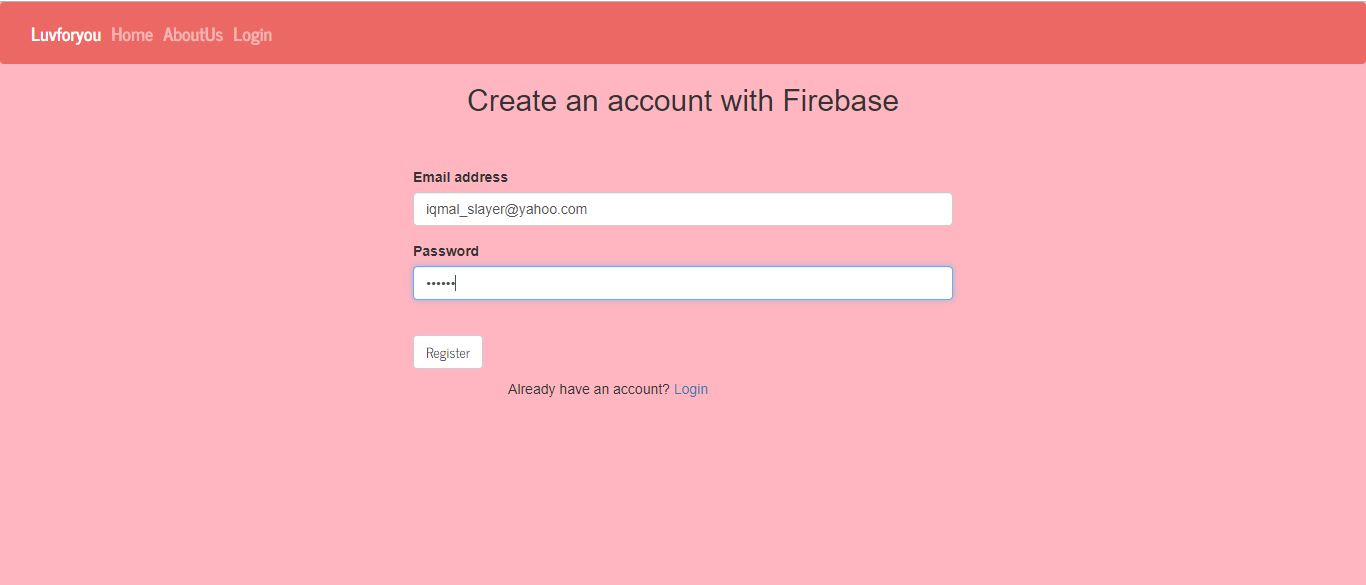 Luvforyou Home AboutUs Login
Create an account with Firebase
Email address
iqmal_slayer@yahoo.com
Password
••••••
Register
Already have an account? Login